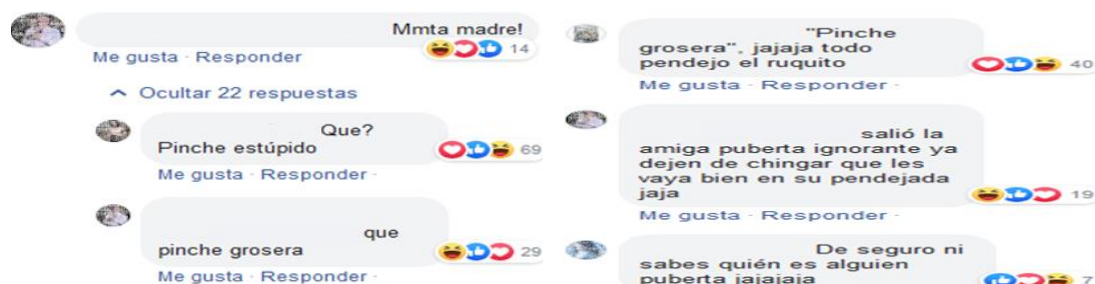 Mmta madre!
14
Me gusta · Responder
Ocultar 22 respuestas
Que?
Pinche estúpido
69
Me gusta · Responder ·
que
pinche grosera
29
Me gusta · Responder ·
"Pinche
grosera", jajaja todo
pendejo el ruquito
40
Me gusta · Responder ·
salió la
amiga puberta ignorante ya
dejen de chingar que les
vaya bien en su pendejada
jaja
19
Me gusta · Responder ·
De seguro ni
sabes quién es alguien
puberta jajajaja
7